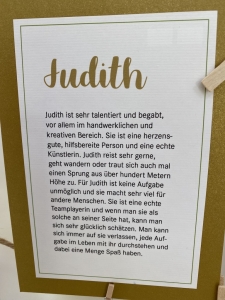 Judith
Judith ist sehr talentiert und begabt,
vor allem im handwerklichen und
kreativen Bereich. Sie ist eine herzens-
gute, hilfsbereite Person und eine echte
Künstlerin. Judith reist sehr gerne,
geht wandern oder traut sich auch mal
einen Sprung aus über hundert Metern
Höhe zu. Für Judith ist keine Aufgabe
unmöglich und sie macht sehr viel für
andere Menschen. Sie ist eine echte
Teamplayerin und wenn man sie als
solche an seiner Seite hat, kann man
sich sehr glücklich schätzen. Man kann
sich immer auf sie verlassen, jede Auf-
gabe im Leben mit ihr durchstehen und
dabei eine Menge Spaß haben.